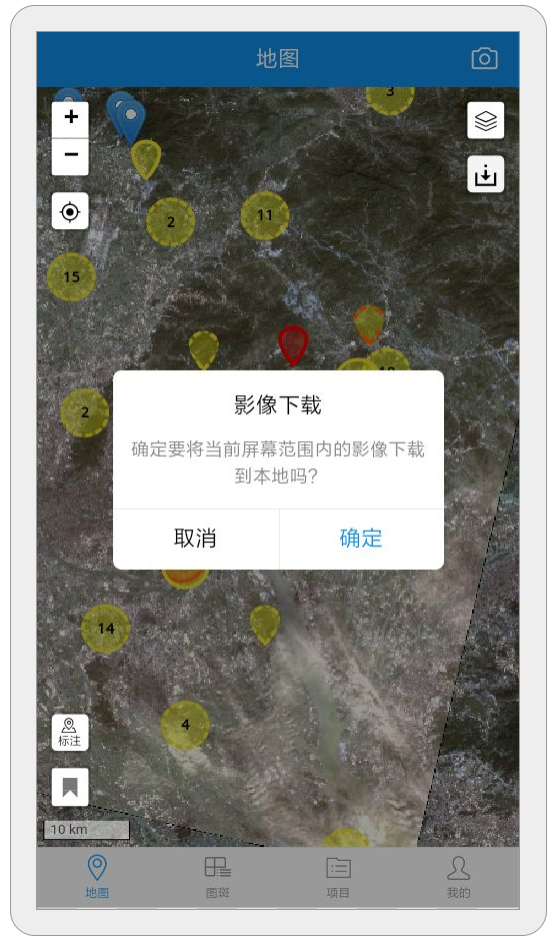 地图
3
2
11
15
2
影像下载
确定要将当前屏幕范围内的影像下载
到本地吗?
取消
确定
14
4
标注
10 km
地图
图斑
项目
我的